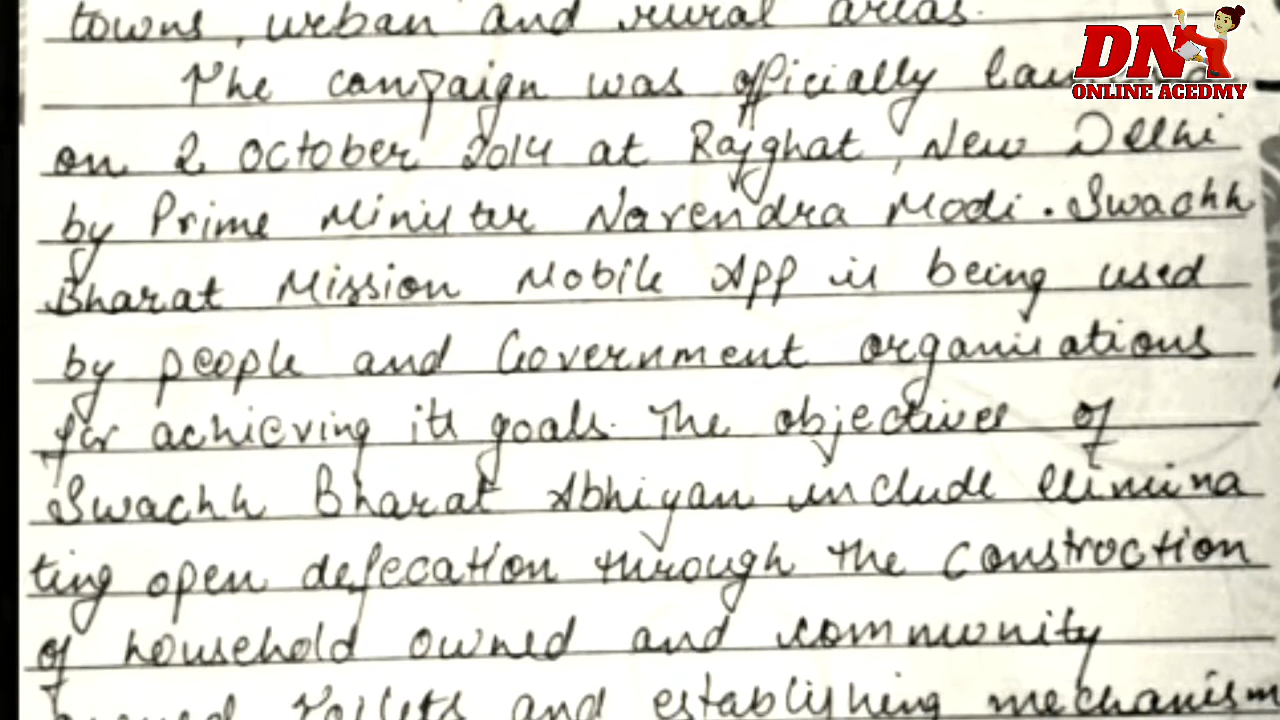 towns, urban and rural areas.
The campaign was officially
on 2 October 2014 at Rajghat, New Delhi
by Prime Minister Narendra Modi. Swachh
Bharat Mission Mobile App is being used
by people and Government organisations
for achieving its goals. The objectives of
Swachh Bharat Abhiyan include elimina
ting open defecation through the construction
of household owned and community
toilets and establishing mechanism
DNA
ONLINE ACEDMY